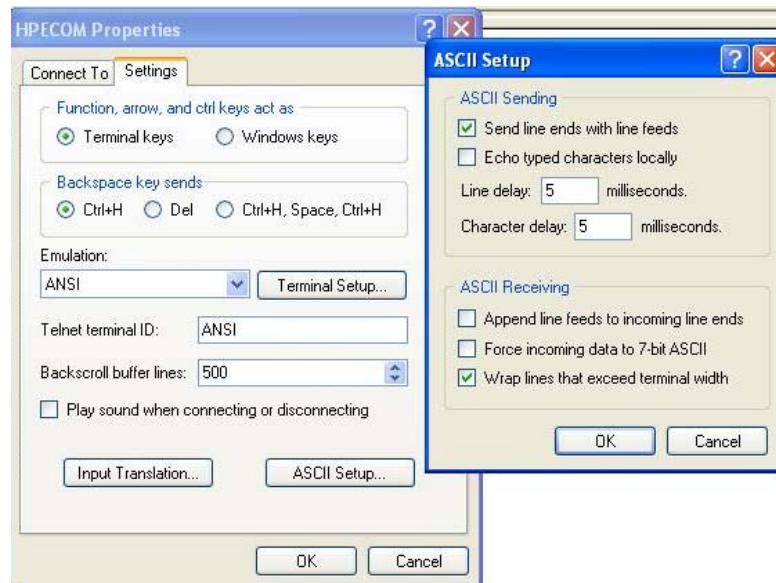 HPECOM Properties
Connect To Settings
Function, arrow, and ctrl keys act as
Terminal keys Windows keys
Backspace key sends
Ctrl+H Del Ctrl+H, Space, Ctrl+H
Emulation:
ANSI Terminal Setup...
Telnet terminal ID: ANSI
Backscroll buffer lines: 500
Play sound when connecting or disconnecting
Input Translation... ASCII Setup...
OK Cancel
ASCII Setup
ASCII Sending
Send line ends with line feeds
Echo typed characters locally
Line delay: 5 milliseconds.
Character delay: 5 milliseconds.
ASCII Receiving
Append line feeds to incoming line ends
Force incoming data to 7-bit ASCII
Wrap lines that exceed terminal width
OK Cancel